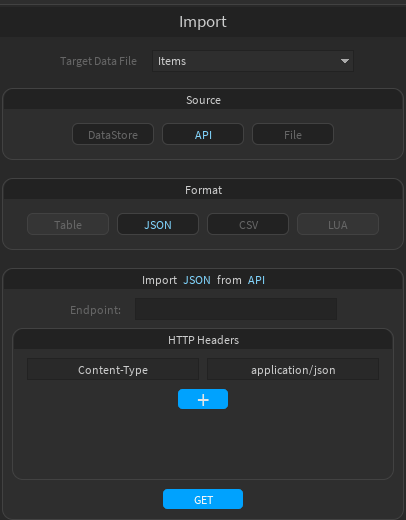 Import
Target Data File Items
Source
DataStore API File
Format
Table JSON CSV LUA
Import JSON from API
Endpoint:
HTTP Headers
Content-Type application/json
+
GET